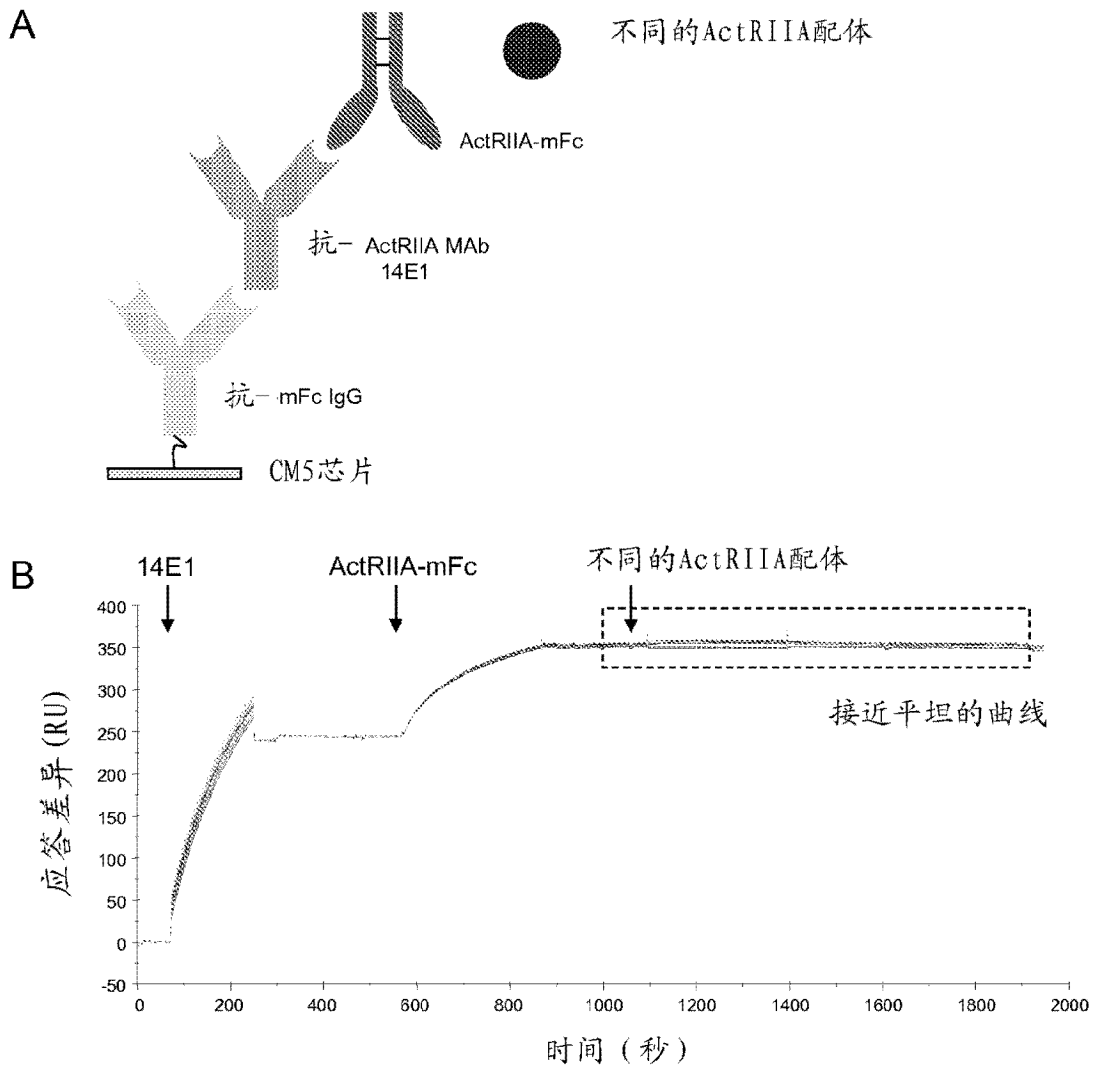 A
不同的ActRIIA配体
ActRIIA-mFc
抗- ActRIIA MAb
14E1
抗- mFc IgG
CM5芯片
B
14E1
ActRIIA-mFc
不同的ActRIIA配体
400
350
300
250
200
150
100
50
0
-50
应答差异(RU)
接近平坦的曲线
0 200 400 600 800 1000 1200 1400 1600 1800 2000
时间(秒)